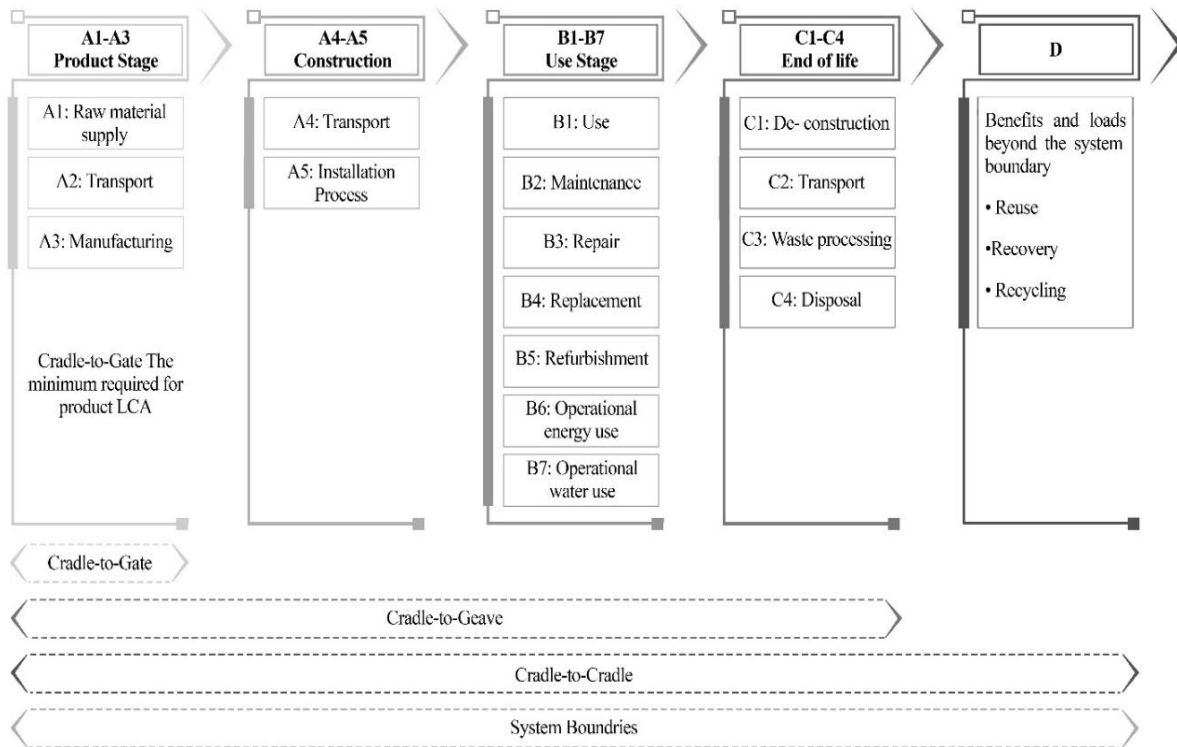 A1-A3
Product Stage
A1: Raw material
supply
A2: Transport
A3: Manufacturing
Cradle-to-Gate The
minimum required for
product LCA
A4-A5
Construction
A4: Transport
A5: Installation
Process
B1-B7
Use Stage
B1: Use
B2: Maintenance
B3: Repair
B4: Replacement
B5: Refurbishment
B6: Operational
energy use
B7: Operational
water use
C1-C4
End of life
C1: De- construction
C2: Transport
C3: Waste processing
C4: Disposal
D
Benefits and loads
beyond the system
boundary
• Reuse
•Recovery
• Recycling
Cradle-to-Gate
Cradle-to-Geave
Cradle-to-Cradle
System Boundries